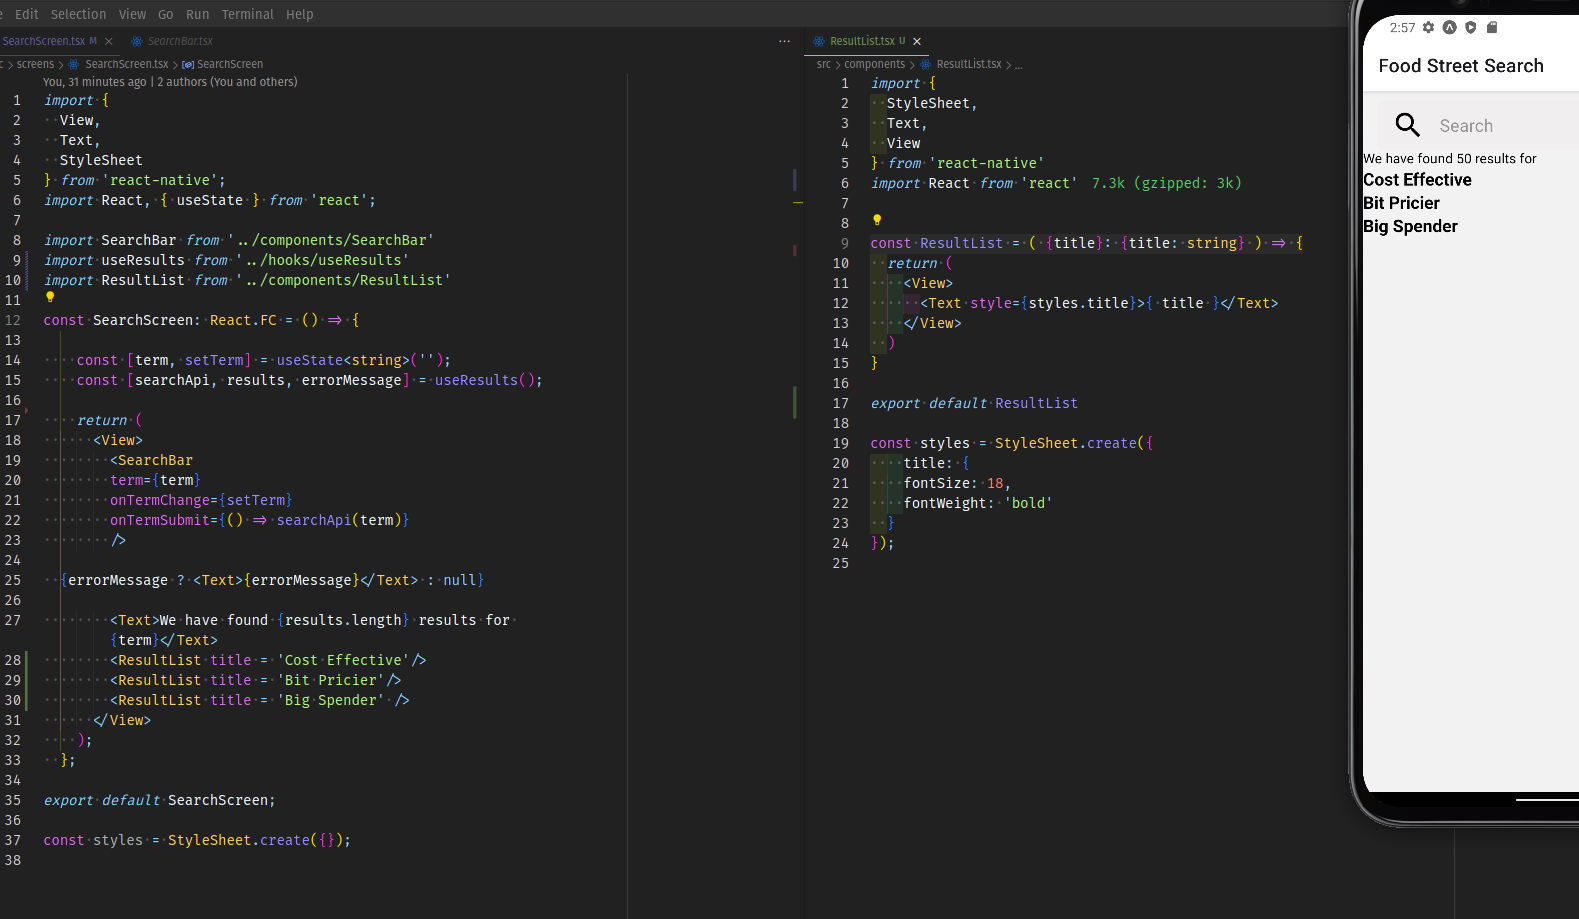 Edit Selection View Go Run Terminal Help
SearchScreen.tsx M × SearchBar.tsx ...
> screens > SearchScreen.tsx > SearchScreen
You, 31 minutes ago | 2 authors (You and others)
1 import {
2 View,
3 Text,
4 StyleSheet
5 } from 'react-native';
6 import React, { useState } from 'react';
7
8 import SearchBar from '../components/SearchBar'
9 import useResults from '../hooks/useResults'
10 import ResultList from '../components/ResultList'
11
12 const SearchScreen: React.FC = () => {
13
14 const [term, setTerm] = useState<string>('');
15 const [searchApi, results, errorMessage] = useResults();
16
17 return (
18 <View>
19 <SearchBar
20 term={term}
21 onTermChange={setTerm}
22 onTermSubmit={() => searchApi(term)}
23 />
24
25 {errorMessage ? <Text>{errorMessage}</Text> : null}
26
27 <Text>We have found {results.length} results for
{term}</Text>
28 <ResultList title = 'Cost Effective'/>
29 <ResultList title = 'Bit Pricier'/>
30 <ResultList title = 'Big Spender' />
31 </View>
32 );
33 };
34
35 export default SearchScreen;
36
37 const styles = StyleSheet.create({});
38
ResultList.tsx U ×
src > components > ResultList.tsx > ...
1 import {
2 StyleSheet,
3 Text,
4 View
5 } from 'react-native'
6 import React from 'react' 7.3k (gzipped: 3k)
7
8
9 const ResultList = ( {title}: {title: string} ) => {
10 return (
11 <View>
12 <Text style={styles.title}>{ title }</Text>
13 </View>
14 )
15 }
16
17 export default ResultList
18
19 const styles = StyleSheet.create({
20 title: {
21 fontSize: 18,
22 fontWeight: 'bold'
23 }
24 });
25
2:57
Food Street Search
Search
We have found 50 results for
Cost Effective
Bit Pricier
Big Spender